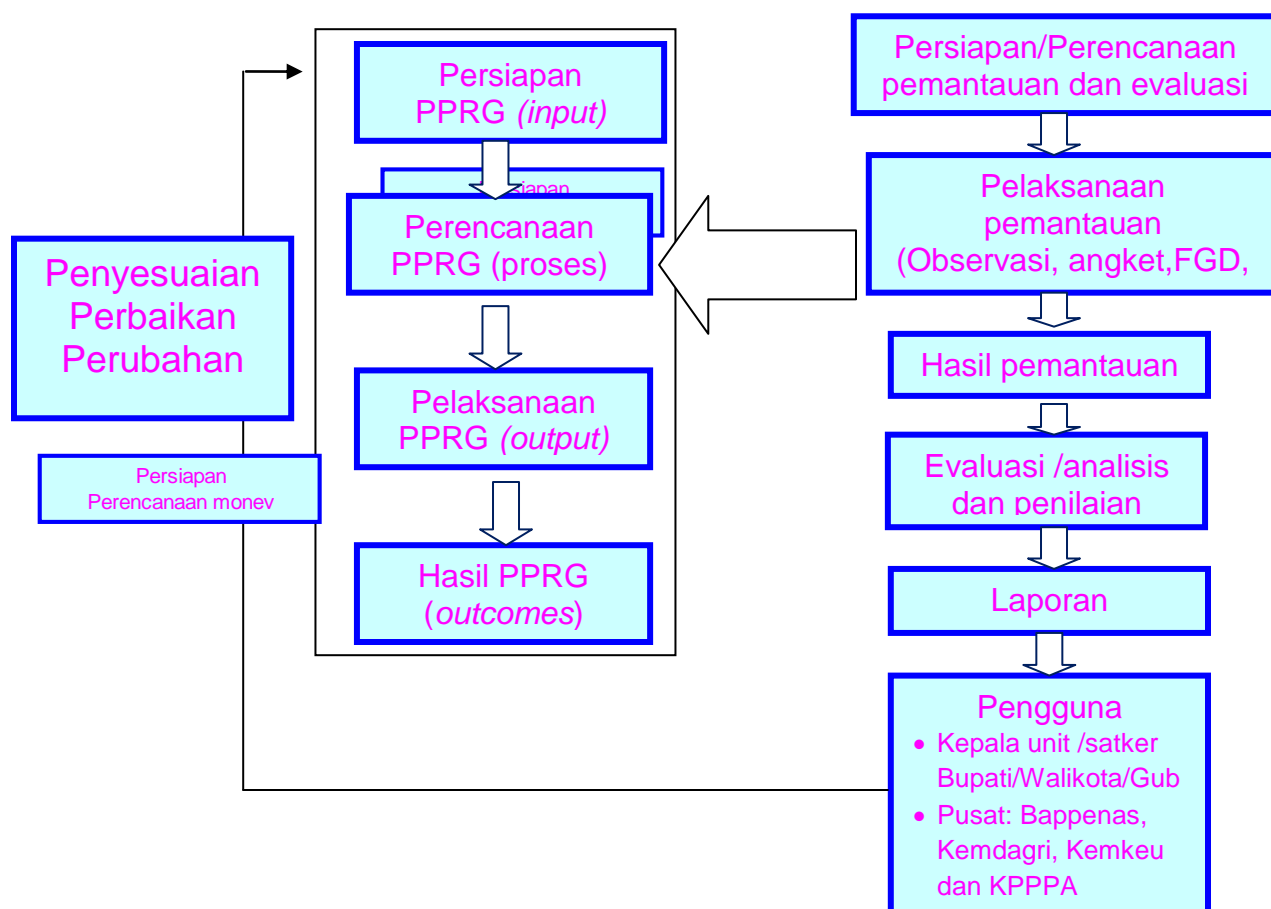 Persiapan
PPRG (input)
Perencanaan
PPRG (proses)
Pelaksanaan
PPRG (output)
Hasil PPRG
(outcomes)
Penyesuaian
Perbaikan
Perubahan
Persiapan
Perencanaan monev
Persiapan/Perencanaan
pemantauan dan evaluasi
Pelaksanaan
pemantauan
(Observasi, angket,FGD,
Hasil pemantauan
Evaluasi /analisis
dan penilaian
Laporan
Pengguna
• Kepala unit /satker
Bupati/Walikota/Gub
• Pusat: Bappenas,
Kemdagri, Kemkeu
dan KPPPA